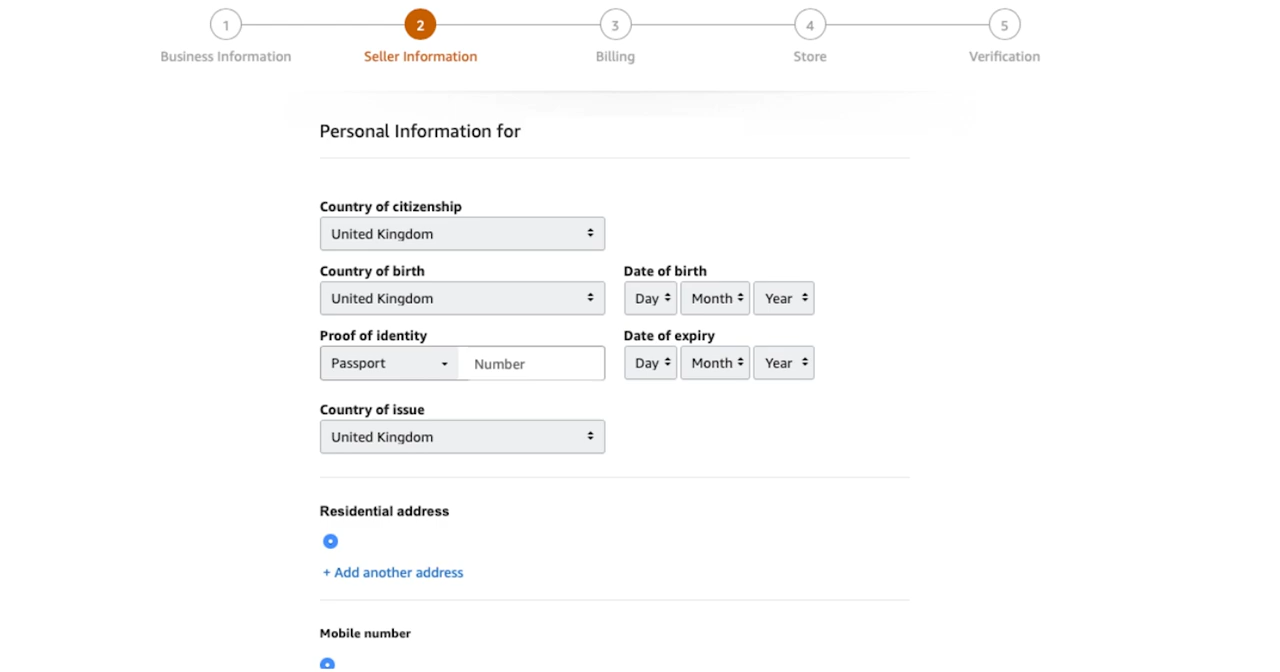 1 2 3 4 5
Business Information Seller Information Billing Store Verification
Personal Information for
Country of citizenship
United Kingdom
Country of birth Date of birth
United Kingdom Day Month Year
Proof of identity Date of expiry
Passport Number Day Month Year
Country of issue
United Kingdom
Residential address
+ Add another address
Mobile number